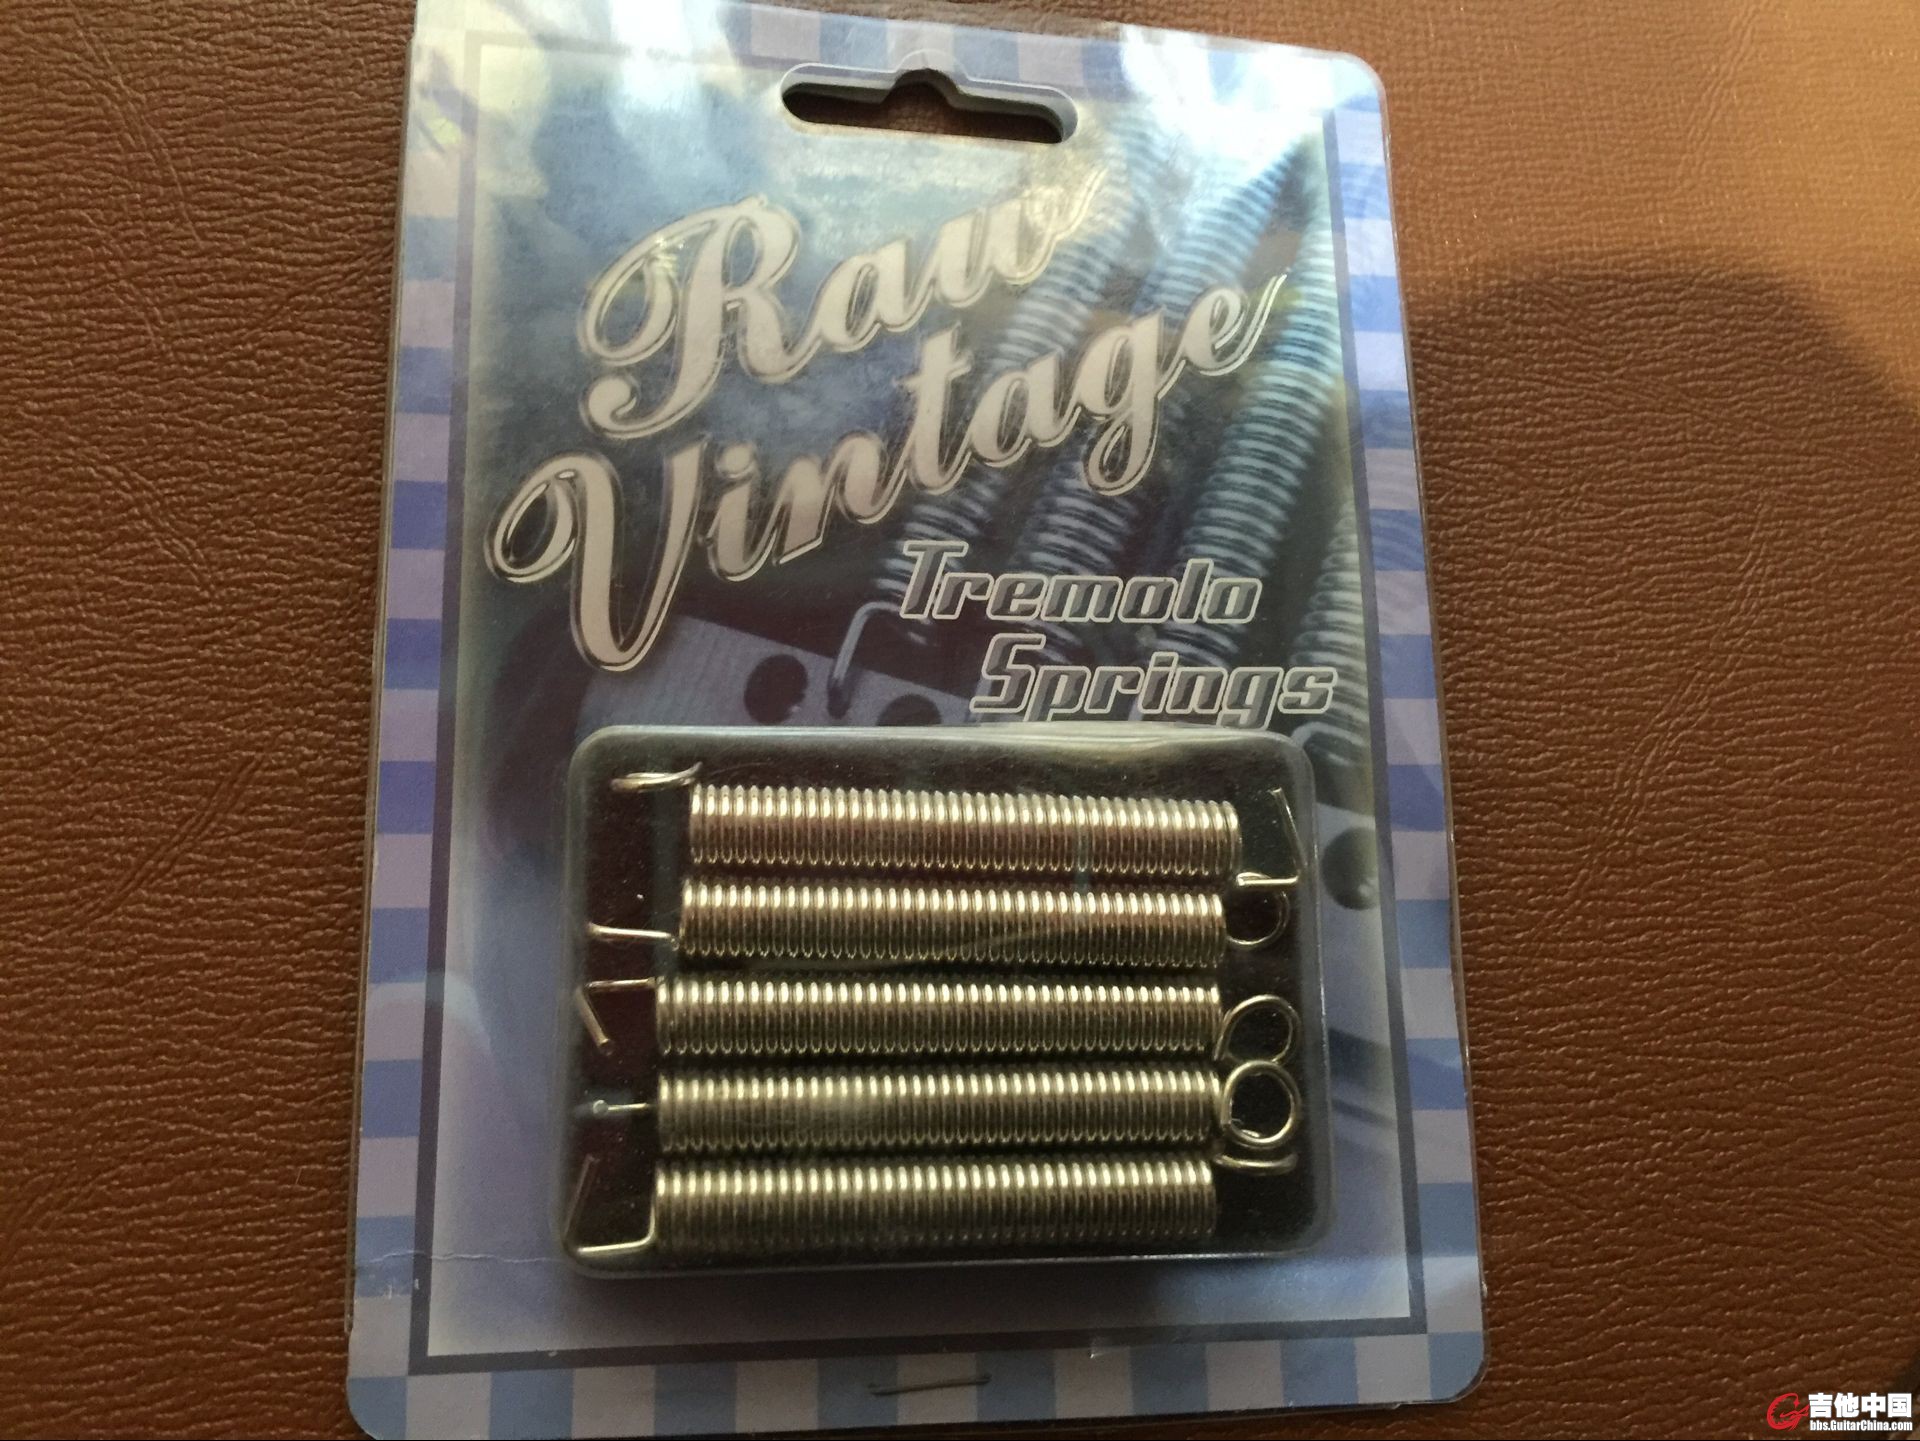 Raw
Vintage
Tremolo
Springs
吉他中国
bbs.GuitarChina.com